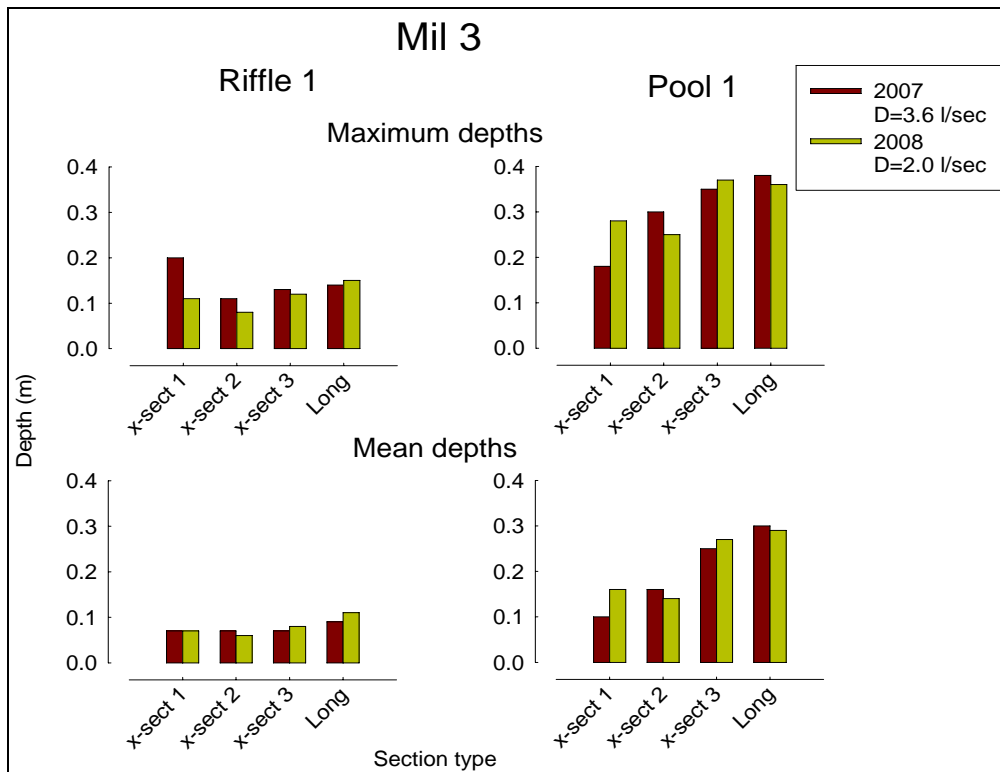 Mil 3
Riffle 1
Pool 1
2007
D=3.6 l/sec
2008
D=2.0 l/sec
Maximum depths
0.4
0.3
0.2
0.1
0.0
x-sect 1
x-sect 2
x-sect 3
Long
0.4
0.3
0.2
0.1
0.0
x-sect 1
x-sect 2
x-sect 3
Long
Depth (m)
Mean depths
0.4
0.3
0.2
0.1
0.0
x-sect 1
x-sect 2
x-sect 3
Long
0.4
0.3
0.2
0.1
0.0
x-sect 1
x-sect 2
x-sect 3
Long
Section type